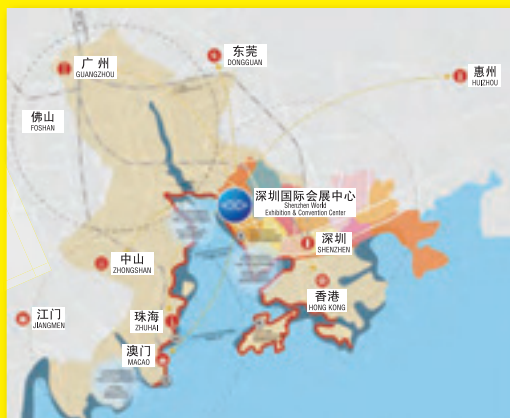 广州
GUANGZHOU
东莞
DONGGUAN
惠州
HUIZHOU
佛山
FOSHAN
深圳国际会展中心
Shenzhen World
Exhibition & Convention Center
深圳
SHENZHEN
中山
ZHONGSHAN
香港
HONG KONG
江门
JIANGMEN
珠海
ZHUHAI
澳门
MACAO